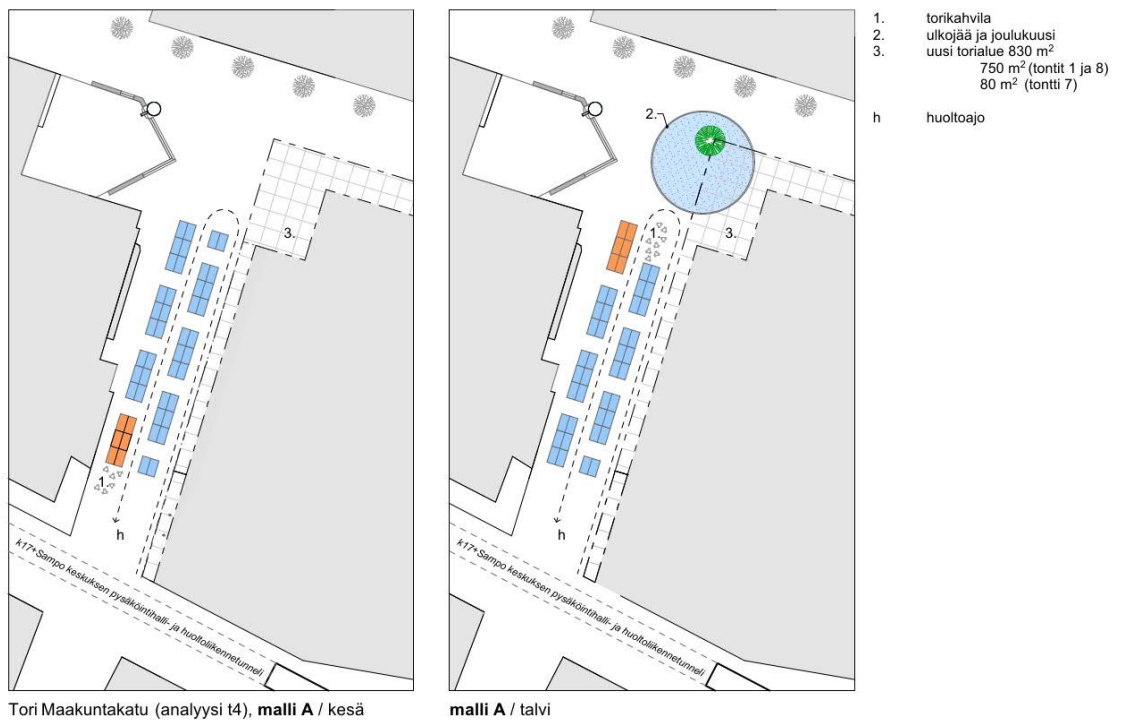 1. torikahvila
2. ulkojää ja joulukuusi
3. uusi torialue 830 m²
750 m² (tontit 1 ja 8)
80 m² (tontti 7)
h huoltoajo
3.
1.
h
k17+Sampo keskuksen pysäköintihalli- ja huoltoliikennetunneli
2.
3.
1.
h
k17+Sampo keskuksen pysäköintihalli- ja huoltoliikennetunneli
Tori Maakuntakatu (analyysi t4), malli A / kesä
malli A / talvi